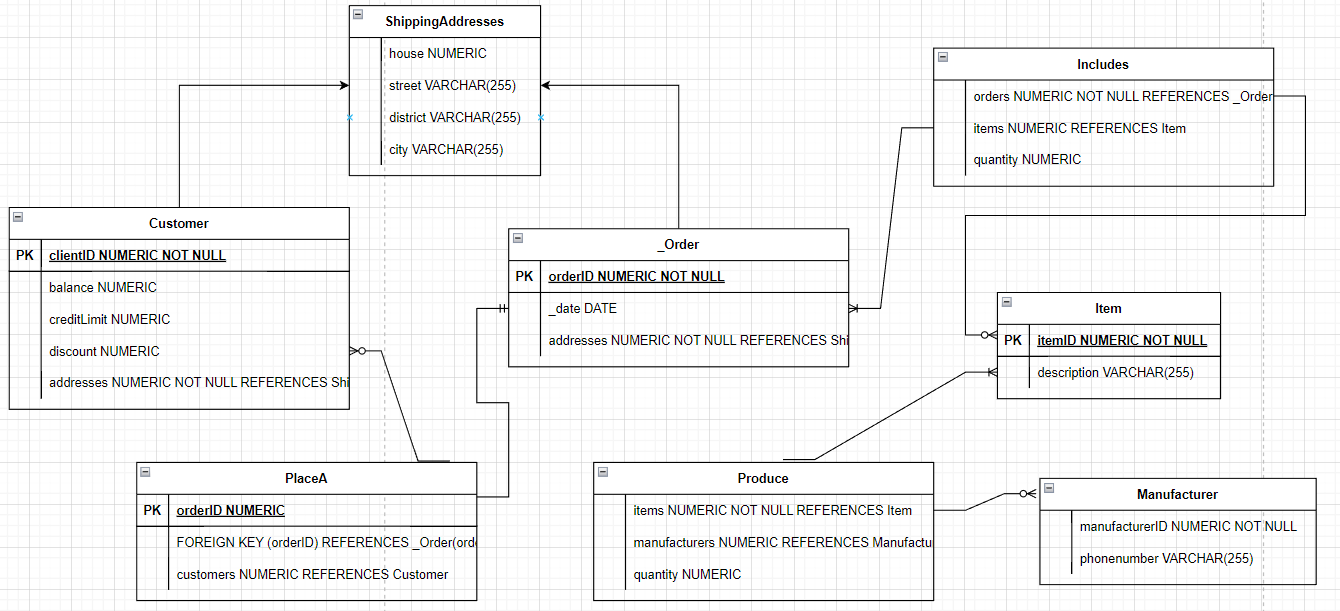 ShippingAddresses
house NUMERIC
street VARCHAR(255)
district VARCHAR(255)
city VARCHAR(255)
Includes
orders NUMERIC NOT NULL REFERENCES _Order
items NUMERIC REFERENCES Item
quantity NUMERIC
Customer
PK clientID NUMERIC NOT NULL
balance NUMERIC
creditLimit NUMERIC
discount NUMERIC
addresses NUMERIC NOT NULL REFERENCES Shi
_Order
PK orderID NUMERIC NOT NULL
_date DATE
addresses NUMERIC NOT NULL REFERENCES Shi
Item
PK itemID NUMERIC NOT NULL
description VARCHAR(255)
PlaceA
PK orderID NUMERIC
FOREIGN KEY (orderID) REFERENCES _Order(ord
customers NUMERIC REFERENCES Customer
Produce
items NUMERIC NOT NULL REFERENCES Item
manufacturers NUMERIC REFERENCES Manufactu
quantity NUMERIC
Manufacturer
manufacturerID NUMERIC NOT NULL
phonenumber VARCHAR(255)